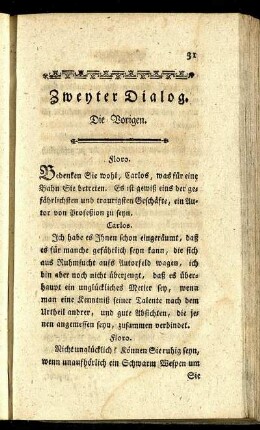 31
Zweyter Dialog.
Die Vorigen.
Floro.
Bedenken Sie wohl, Carlos, was für eine
Bahn Sie betreten. Es ist gewiß eins der ge-
fährlichsten und traurigsten Geschäfte, ein Au-
tor von Profeßion zu seyn.
Carlos.
Ich habe es Ihnen schon eingeräumt, daß
es für manche gefährlich seyn kann, die sich
aus Ruhmsucht aufs Autorfeld wagen, ich
bin aber noch nicht überzeugt, daß es über-
haupt ein unglückliches Metier sey, wenn
man eine Kenntniß seiner Talente nach dem
Urtheil andrer, und gute Absichten, die je-
nen angemessen seyn, zusammen verbindet.
Floro.
Nicht unglücklich? Können Sie ruhig seyn,
wenn unaufhörlich ein Schwarm Wespen um
Sie